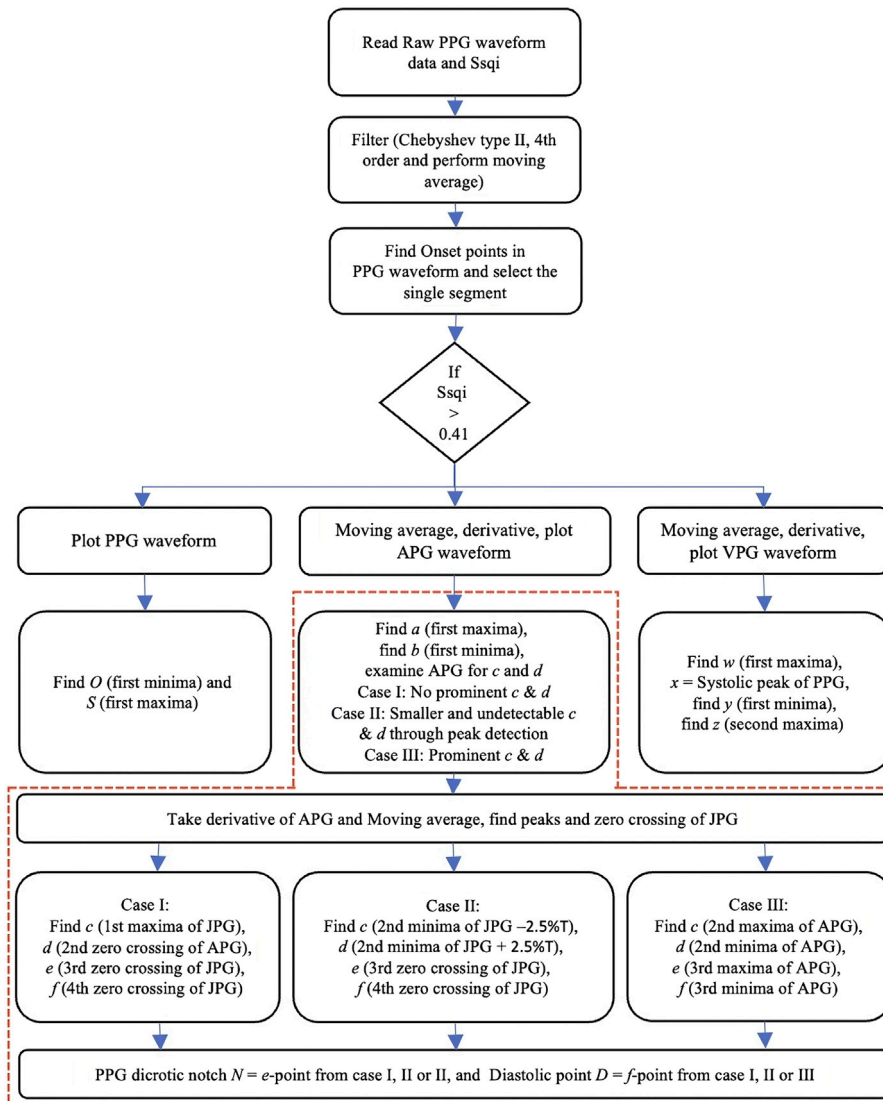 Read Raw PPG waveform
data and Ssqi
Filter (Chebyshev type II, 4th
order and perform moving
average)
Find Onset points in
PPG waveform and select the
single segment
If
Ssqi
>
0.41
Plot PPG waveform
Moving average, derivative, plot
APG waveform
Moving average, derivative,
plot VPG waveform
Find O (first minima) and
S (first maxima)
Find a (first maxima),
find b (first minima),
examine APG for c and d
Case I: No prominent c & d
Case II: Smaller and undetectable c
& d through peak detection
Case III: Prominent c & d
Find w (first maxima),
x = Systolic peak of PPG,
find y (first minima),
find z (second maxima)
Take derivative of APG and Moving average, find peaks and zero crossing of JPG
Case I:
Find c (1st maxima of JPG),
d (2nd zero crossing of APG),
e (3rd zero crossing of JPG),
f (4th zero crossing of JPG)
Case II:
Find c (2nd minima of JPG –2.5%T),
d (2nd minima of JPG + 2.5%T),
e (3rd zero crossing of JPG),
f (4th zero crossing of JPG)
Case III:
Find c (2nd maxima of APG),
d (2nd minima of APG),
e (3rd maxima of APG),
f (3rd minima of APG)
PPG dicrotic notch N = e-point from case I, II or II, and Diastolic point D = f-point from case I, II or III